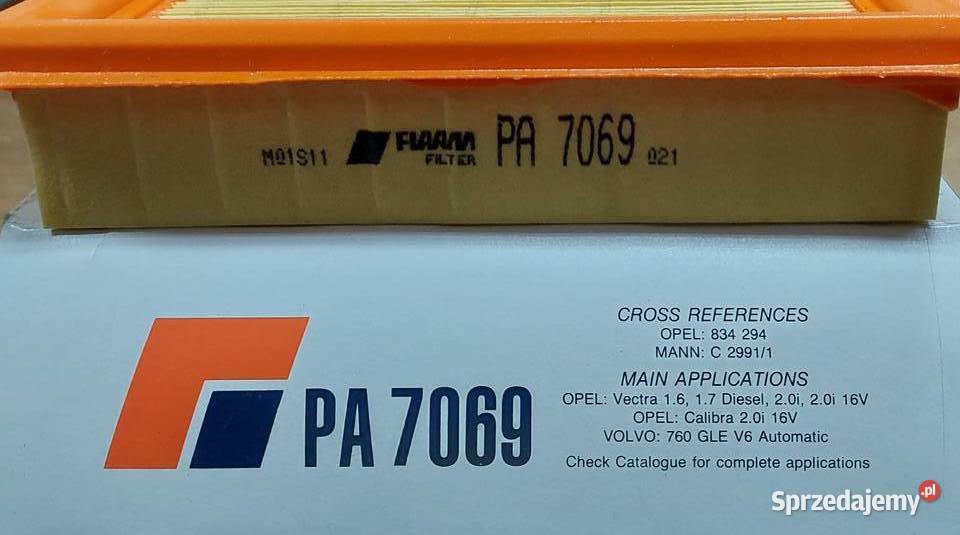 M01S11 FIAAM FILTER PA 7069 021
PA 7069
CROSS REFERENCES
OPEL: 834 294
MANN: C 2991/1
MAIN APPLICATIONS
OPEL: Vectra 1.6, 1.7 Diesel, 2.0i, 2.0i 16V
OPEL: Calibra 2.0i 16V
VOLVO: 760 GLE V6 Automatic
Check Catalogue for complete applications
Sprzedajemy.pl